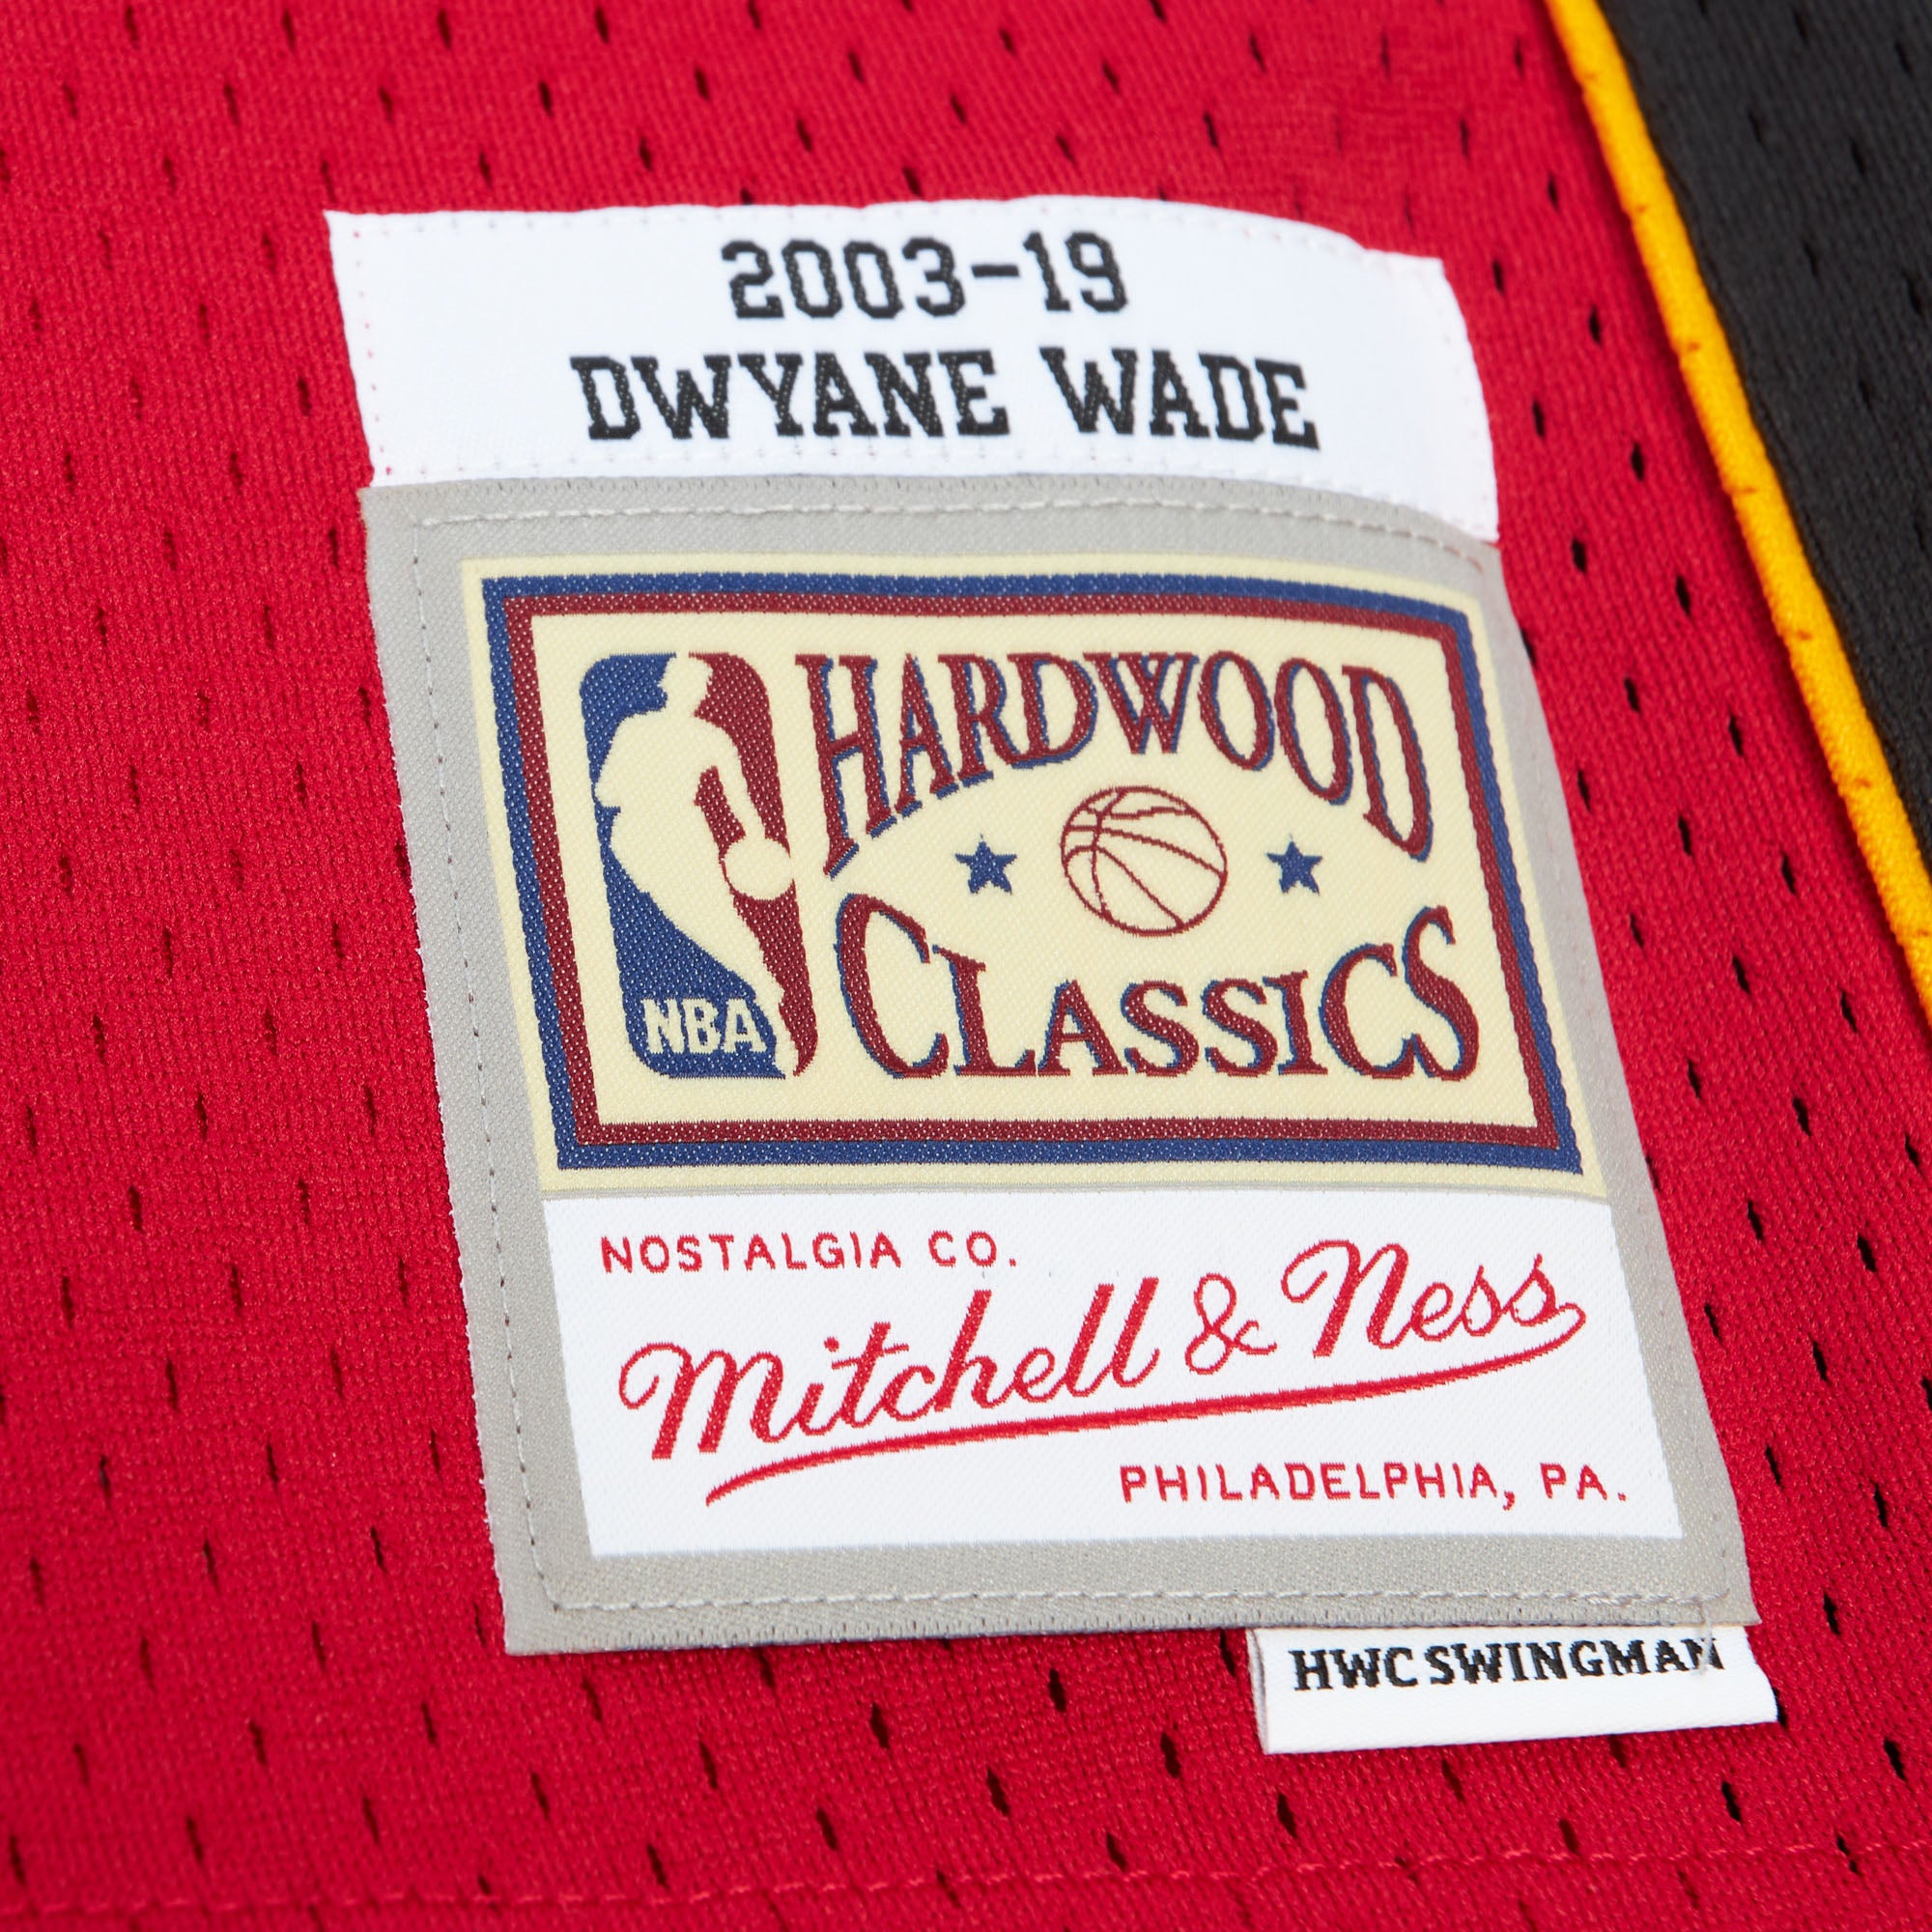 2003-19
DWYANE WADE
HARDWOOD
CLASSICS
NBA
NOSTALGIA CO.
Mitchell & Ness
PHILADELPHIA, PA.
HWC SWINGMAN